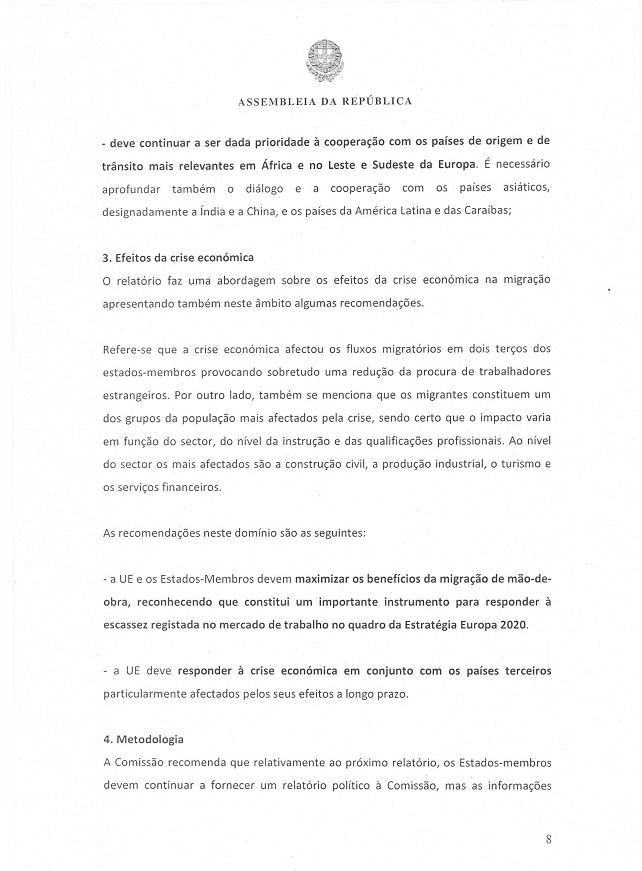 ASSEMBLEIA DA REPÚBLICA
- deve continuar a ser dada prioridade à cooperação com os países de origem e de
trânsito mais relevantes em África e no Leste e Sudeste da Europa. É necessário
aprofundar também o diálogo e a cooperação com os países asiáticos,
designadamente a Índia e a China, e os países da América Latina e das Caraíbas;
3. Efeitos da crise económica
O relatório faz uma abordagem sobre os efeitos da crise económica na migração
apresentando também neste âmbito algumas recomendações.
Refere-se que a crise económica afectou os fluxos migratórios em dois terços dos
estados-membros provocando sobretudo uma redução da procura de trabalhadores
estrangeiros. Por outro lado, também se menciona que os migrantes constituem um
dos grupos da população mais afectados pela crise, sendo certo que o impacto varia
em função do sector, do nível da instrução e das qualificações profissionais. Ao nível
do sector os mais afectados são a construção civil, a produção industrial, o turismo e
os serviços financeiros.
As recomendações neste domínio são as seguintes:
- a UE e os Estados-Membros devem maximizar os benefícios da migração de mão-de-
obra, reconhecendo que constitui um importante instrumento para responder à
escassez registada no mercado de trabalho no quadro da Estratégia Europa 2020.
- a UE deve responder à crise económica em conjunto com os países terceiros
particularmente afectados pelos seus efeitos a longo prazo.
4. Metodologia
A Comissão recomenda que relativamente ao próximo relatório, os Estados-membros
devem continuar a fornecer um relatório político à Comissão, mas as informações
8